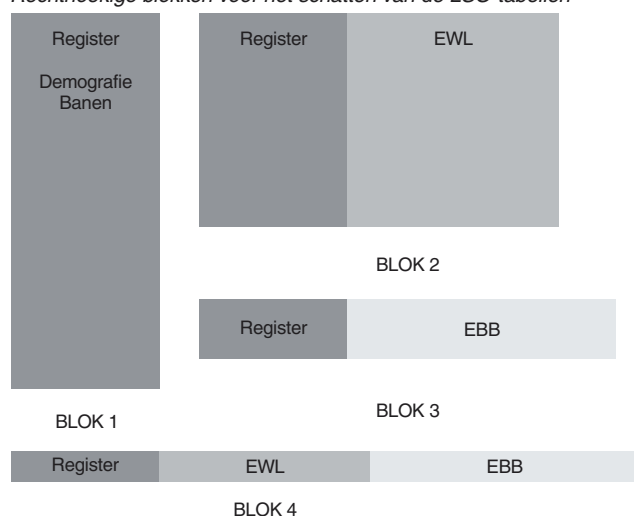 Rechthoekige blokken voor het schatten van de LSO-tabellen
Register
Demografie
Banen
Register
EWL
BLOK 2
Register
EBB
BLOK 1
BLOK 3
Register
EWL
EBB
BLOK 4